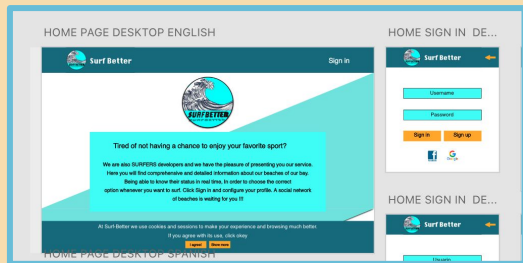 HOME PAGE DESKTOP ENGLISH
Surf Better
Sign in
SURFBETTER
Tired of not having a chance to enjoy your favorite sport?
We are also SURFERS developers and we have the pleasure of presenting you our service.
Here you will find comprehensive and detailed information about our beaches of our bay.
Being able to know their status in real time. In order to choose the correct
option whenever you want to surf. Click Sign in and configure your profile. A social network
of beaches is waiting for you !!!
At Surf-Better we use cookies and sessions to make your experience and browsing much better
If you agree with its use, click okey
I agree!
Show more
HOME PAGE DESKTOP SPANISH
HOME SIGN IN DE...
Surf Better
Username
Password
Sign in
Sign up
Google
HOME SIGN IN DE...
Surf Better
Usuario